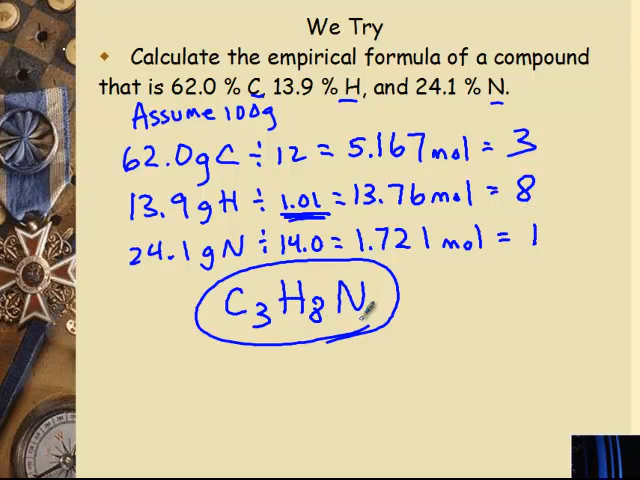 We Try
Calculate the empirical formula of a compound
that is 62.0 % C, 13.9 % H, and 24.1 % N.
Assume 100g
62.0g C ÷ 12 = 5.167 mol = 3
13.9 g H ÷ 1.01 = 13.76 mol = 8
24.1 g N ÷ 14.0 = 1.721 mol = 1
C3H8N